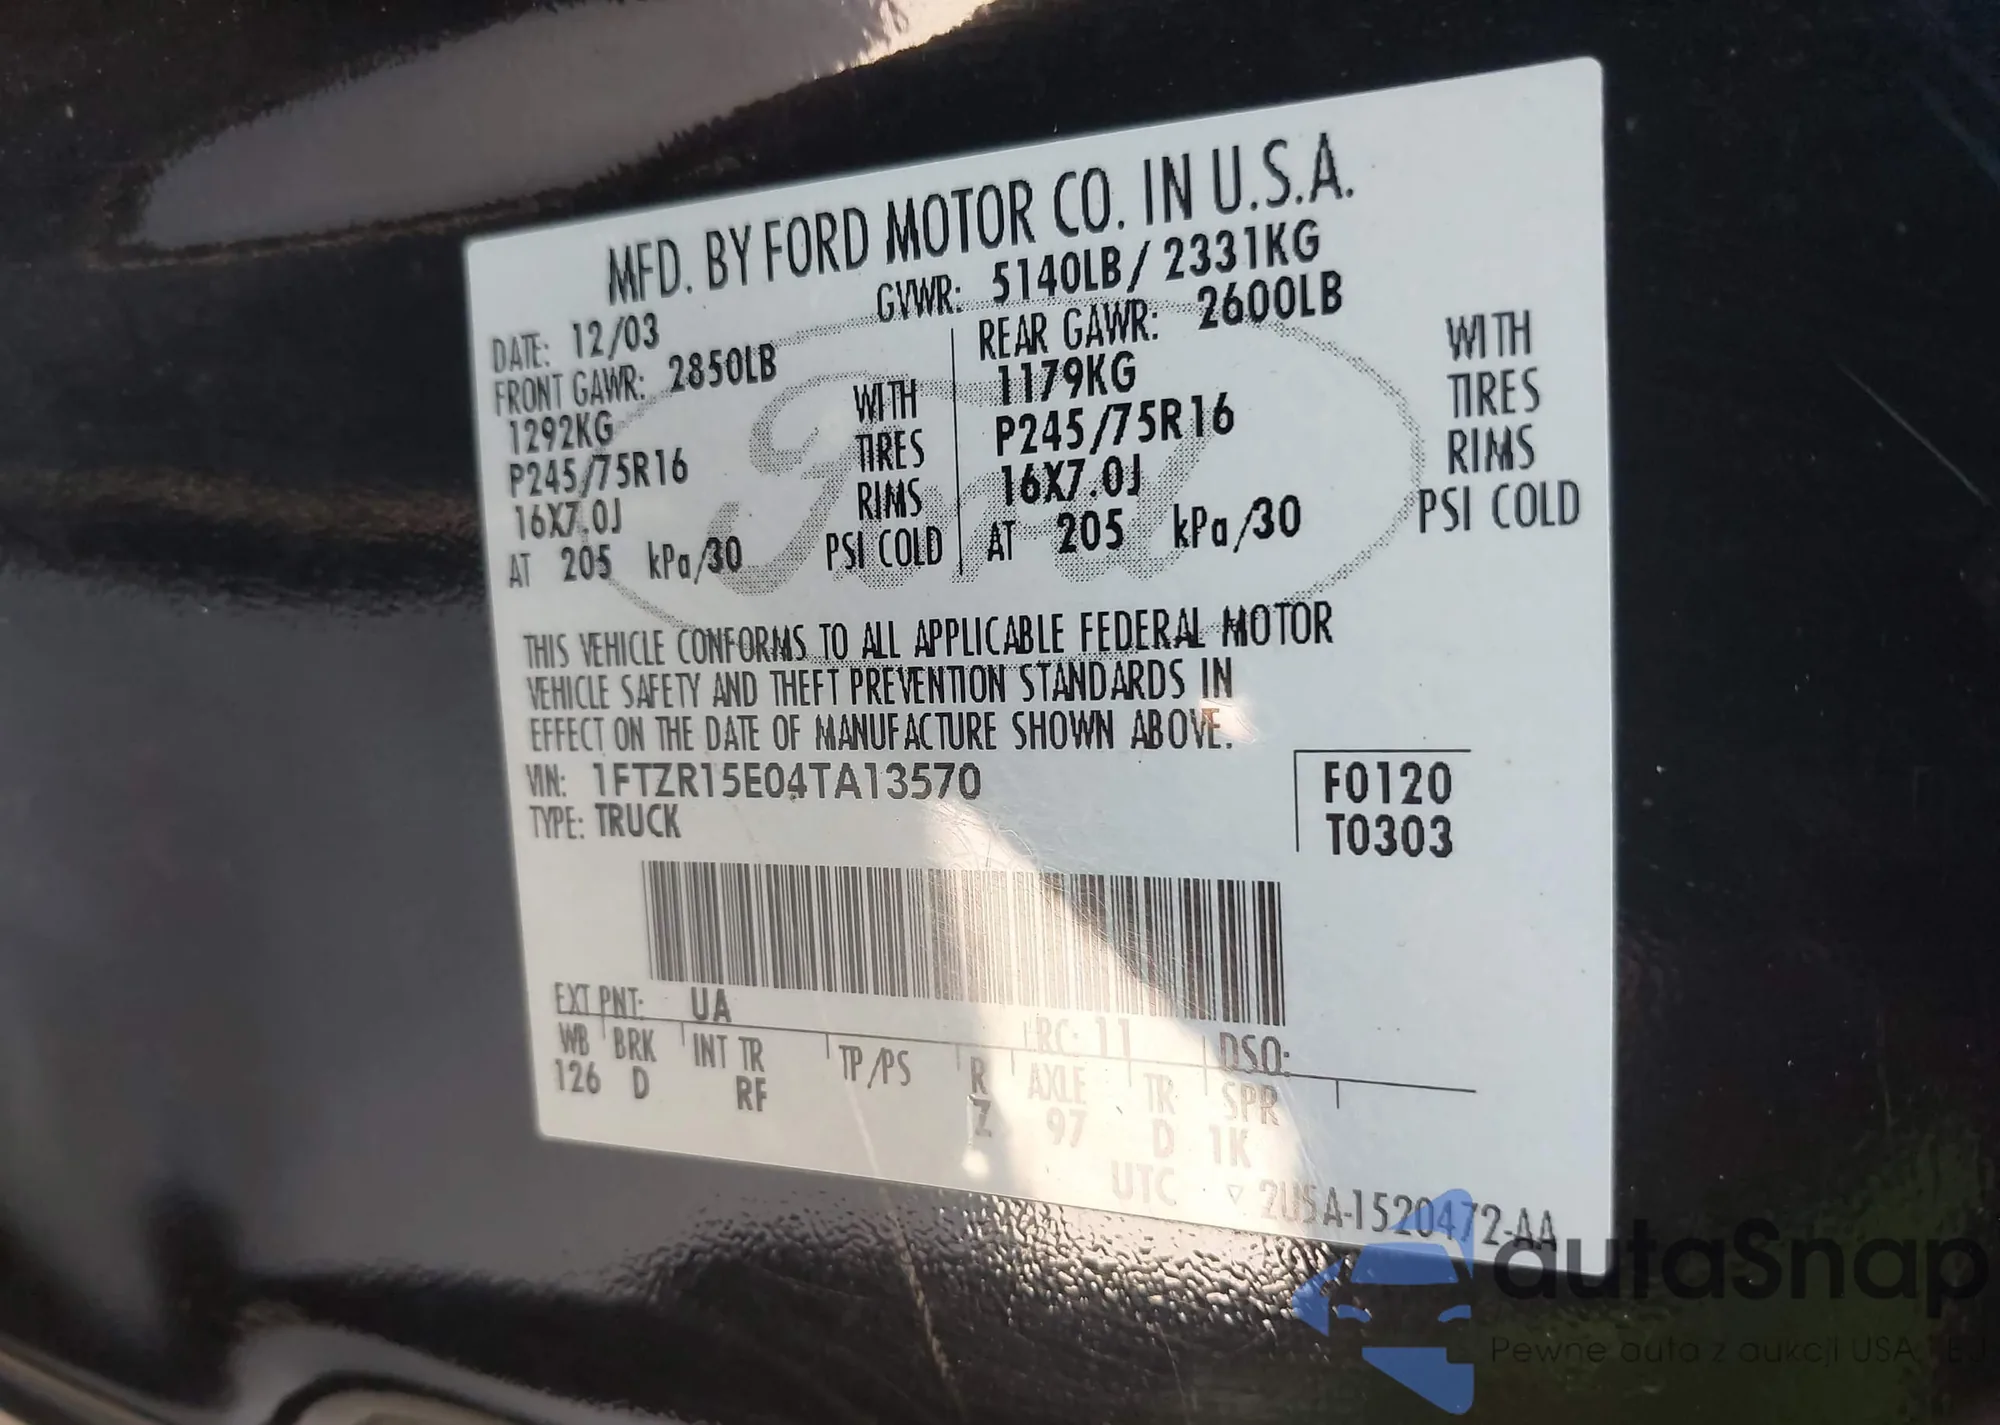 MFD. BY FORD MOTOR CO. IN U.S.A.
DATE: 12/03 GVWR: 5140LB / 2331KG
FRONT GAWR: 2850LB REAR GAWR: 2600LB
1292KG WITH 1179KG WITH
P245/75R16 TIRES P245/75R16 TIRES
16X7.0J RIMS 16X7.0J RIMS
AT 205 kPa/30 PSI COLD AT 205 kPa/30 PSI COLD
Ford
THIS VEHICLE CONFORMS TO ALL APPLICABLE FEDERAL MOTOR
VEHICLE SAFETY AND THEFT PREVENTION STANDARDS IN
EFFECT ON THE DATE OF MANUFACTURE SHOWN ABOVE.
VIN: 1FTZR15E04TA13570 F0120
TYPE: TRUCK T0303
EXT PNT: UA RC: 11 DSO:
WB BRK INT TR TP/PS R AXLE TR SPR
126 D RF Z 97 D 1K
UTC ▽ 2U5A-1520472-AA
autaSnap
Pewne auta z aukcji USA